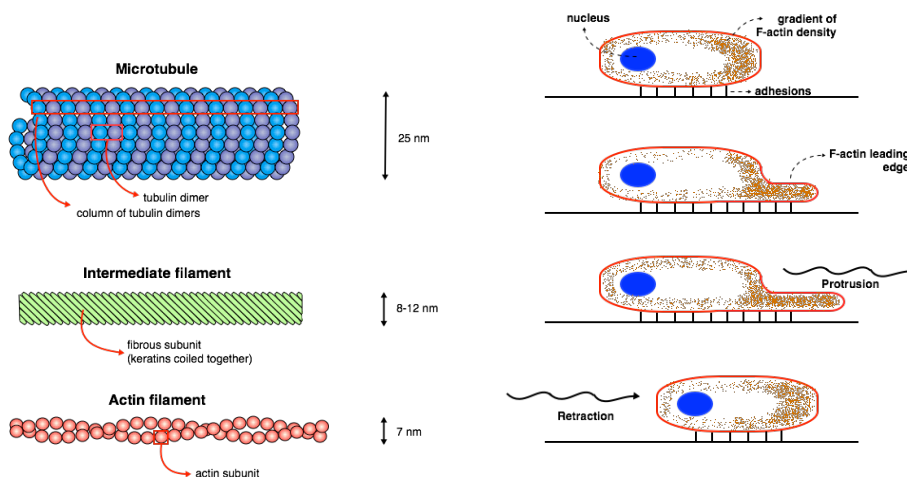 Microtubule
25 nm
tubulin dimer
column of tubulin dimers
Intermediate filament
8-12 nm
fibrous subunit
(keratins coiled together)
Actin filament
7 nm
actin subunit
nucleus
gradient of
F-actin density
adhesions
F-actin leading
edge
Protrusion
Retraction